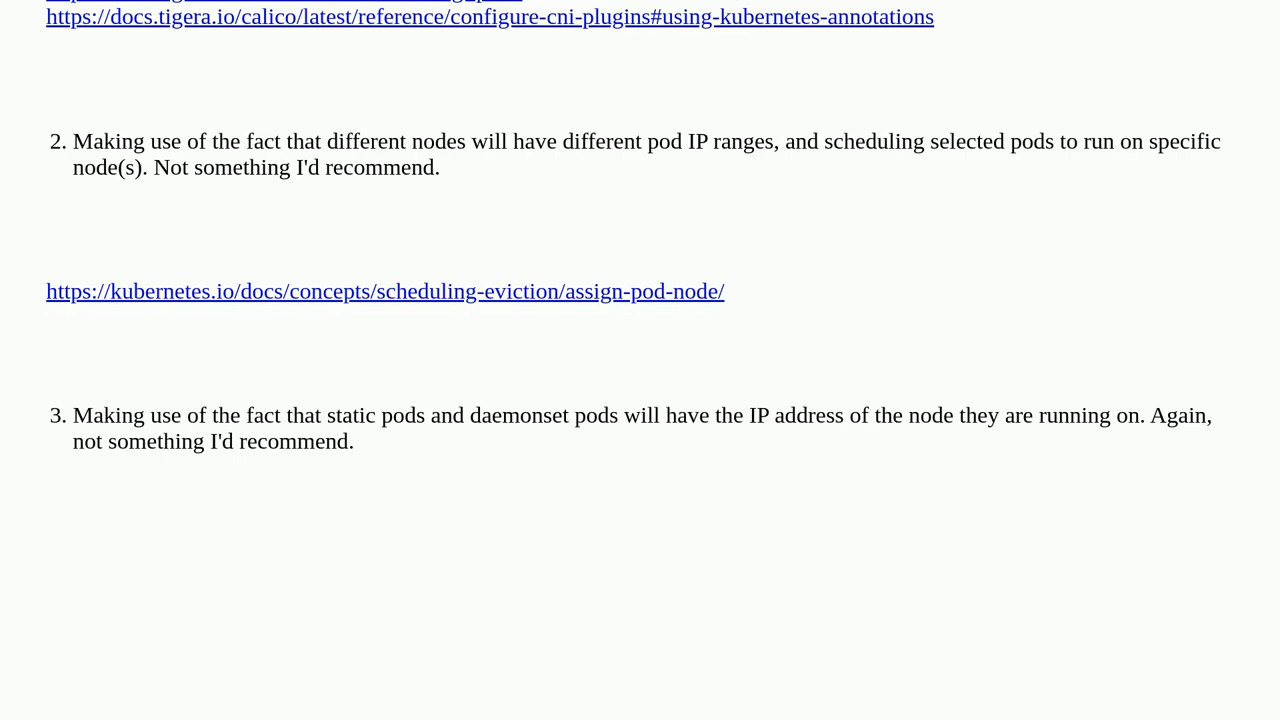 https://docs.tigera.io/calico/latest/reference/configure-cni-plugins#using-kubernetes-annotations
2. Making use of the fact that different nodes will have different pod IP ranges, and scheduling selected pods to run on specific
node(s). Not something I'd recommend.
https://kubernetes.io/docs/concepts/scheduling-eviction/assign-pod-node/
3. Making use of the fact that static pods and daemonset pods will have the IP address of the node they are running on. Again,
not something I'd recommend.